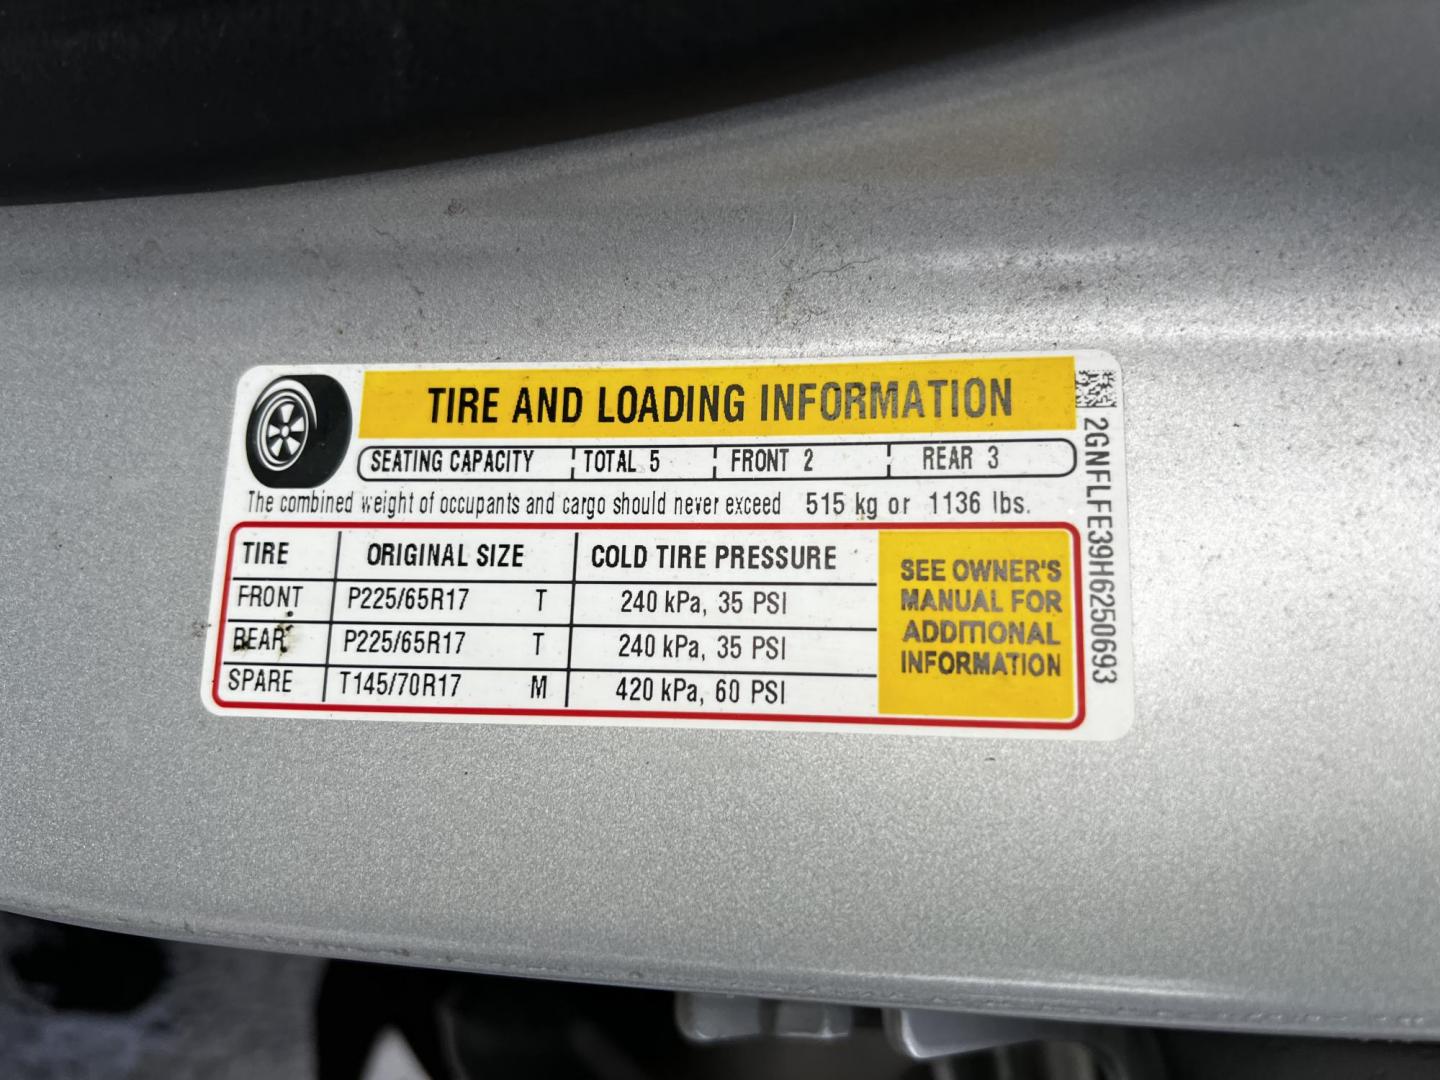 TIRE AND LOADING INFORMATION
SEATING CAPACITY TOTAL 5 FRONT 2 REAR 3
The combined weight of occupants and cargo should never exceed 515 kg or 1136 lbs.
TIRE ORIGINAL SIZE COLD TIRE PRESSURE
FRONT P225/65R17 T 240 kPa, 35 PSI
REAR P225/65R17 T 240 kPa, 35 PSI
SPARE T145/70R17 M 420 kPa, 60 PSI
SEE OWNER'S
MANUAL FOR
ADDITIONAL
INFORMATION
2GNFLFE39H6250693